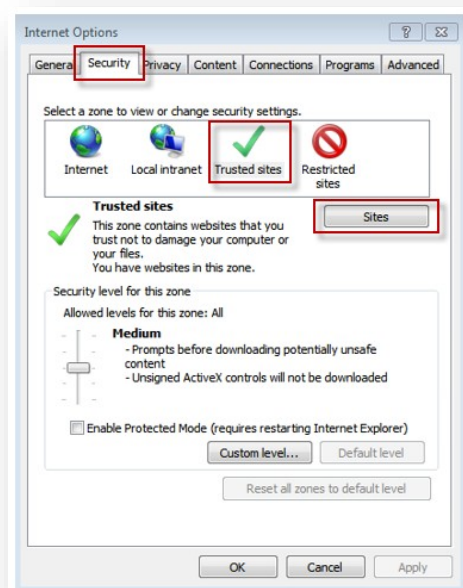 Internet Options
General Security Privacy Content Connections Programs Advanced
Select a zone to view or change security settings.
Internet Local intranet Trusted sites Restricted
sites
Trusted sites
Sites
This zone contains websites that you
trust not to damage your computer or
your files.
You have websites in this zone.
Security level for this zone
Allowed levels for this zone: All
Medium
- Prompts before downloading potentially unsafe
content
- Unsigned ActiveX controls will not be downloaded
Enable Protected Mode (requires restarting Internet Explorer)
Custom level... Default level
Reset all zones to default level
OK Cancel Apply